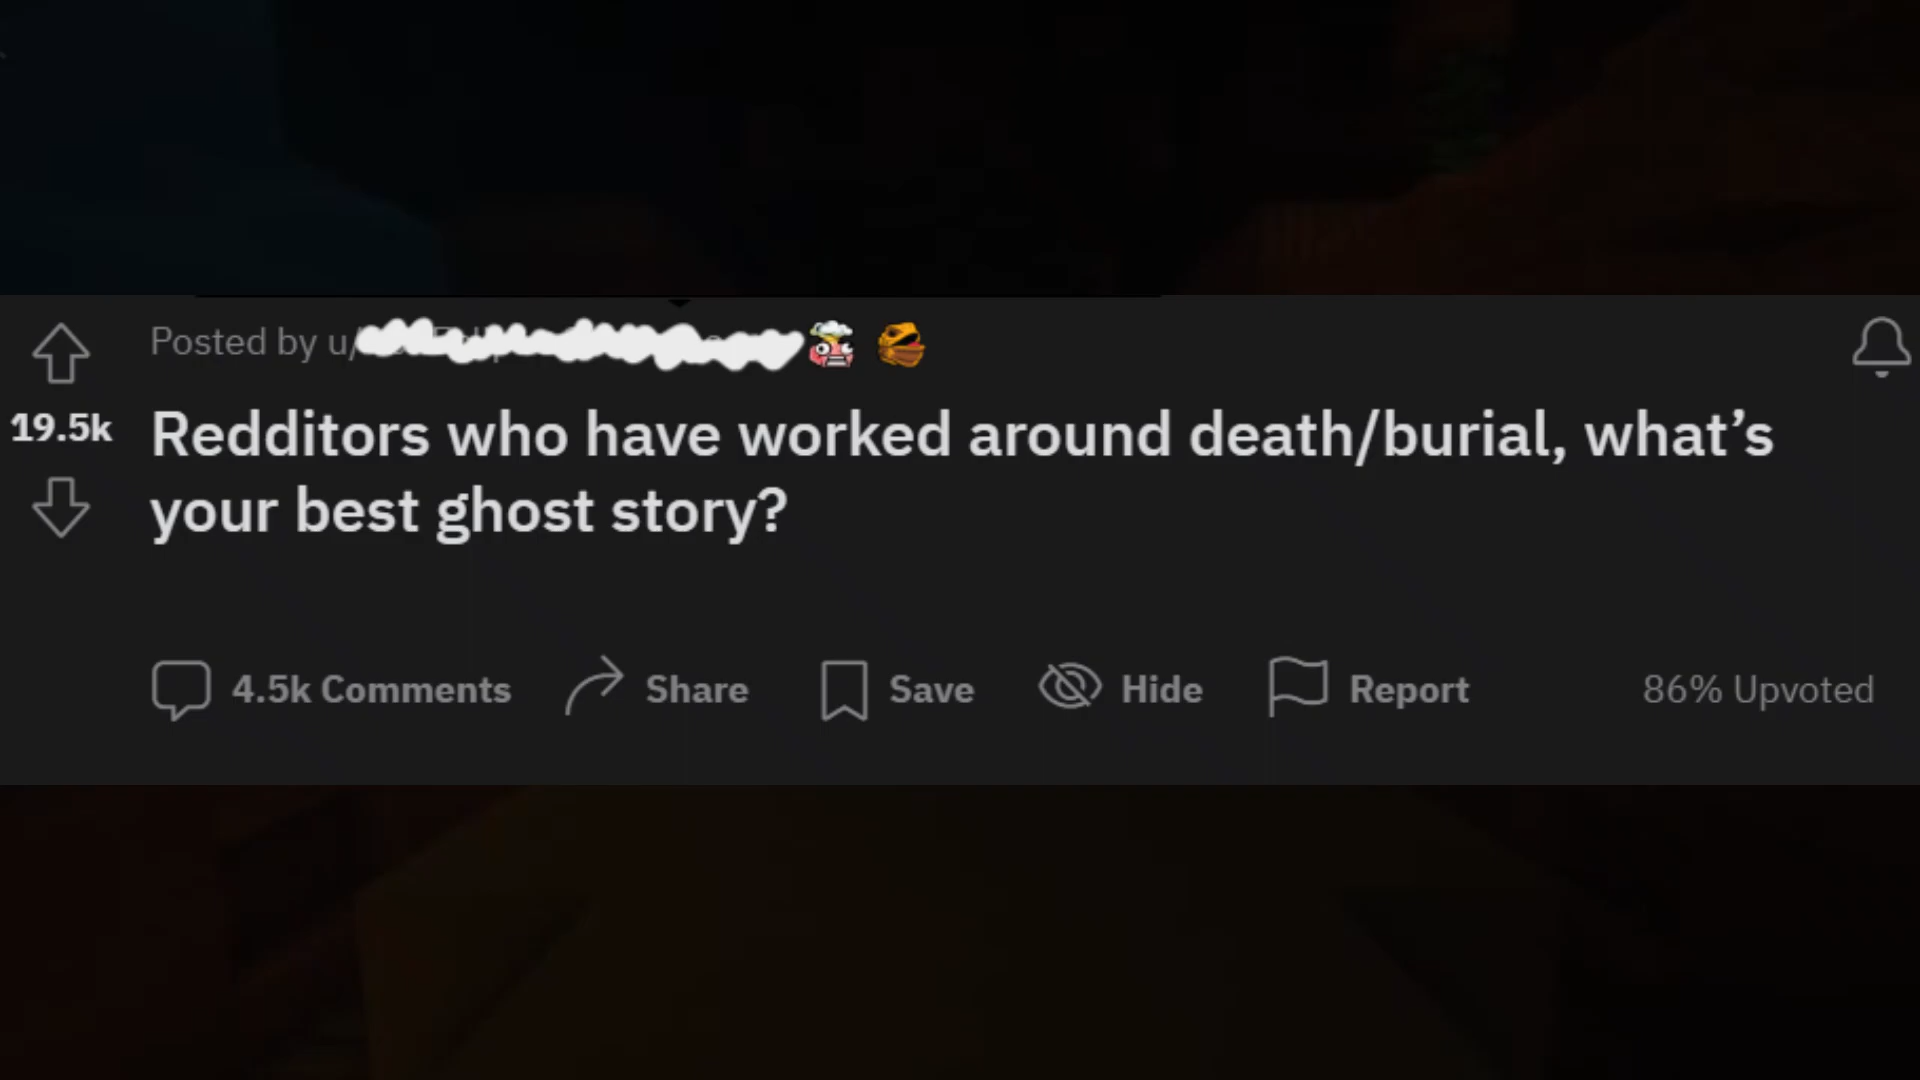 Posted by u/
19.5k
Redditors who have worked around death/burial, what’s
your best ghost story?
4.5k Comments Share Save Hide Report 86% Upvoted